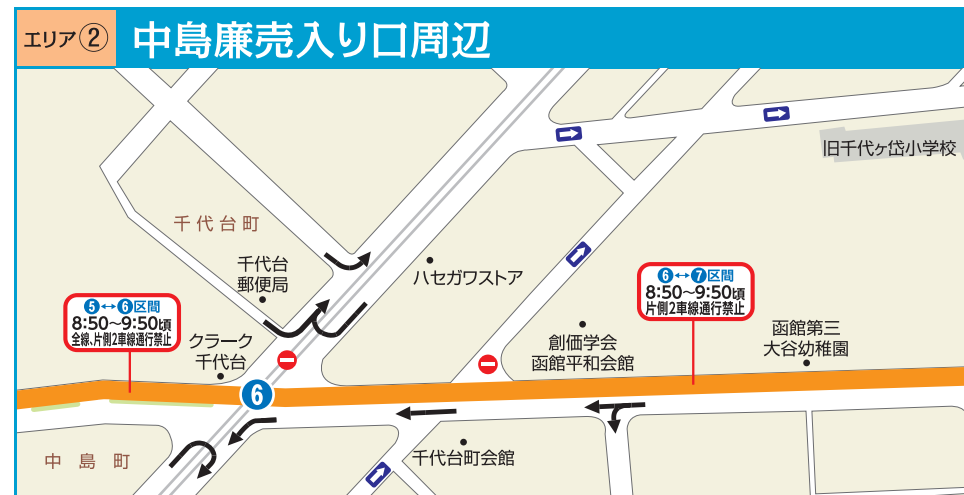 エリア②
中島廉売入り口周辺
旧千代ヶ岱小学校
千代台町
千代台
郵便局
ハセガワストア
❻↔❼区間
8:50～9:50頃
片側2車線通行禁止
❺↔❻区間
8:50～9:50頃
全線、片側2車線通行禁止
クラーク
千代台
創価学会
函館平和会館
函館第三
大谷幼稚園
6
中島町
千代台町会館